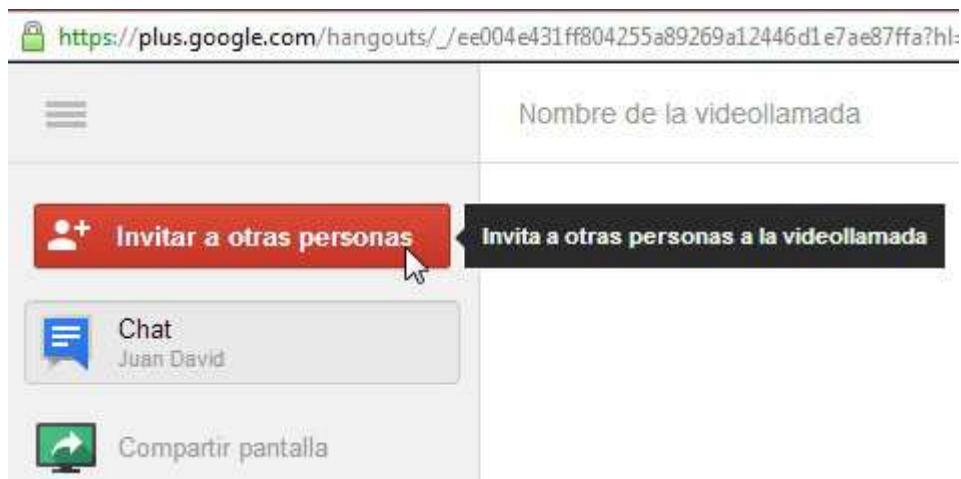 https://plus.google.com/hangouts/_/ee004e431ff804255a89269a12446d1e7ae87ffa?hl=
Nombre de la videollamada
Invitar a otras personas
Invita a otras personas a la videollamada
Chat
Juan David
Compartir pantalla